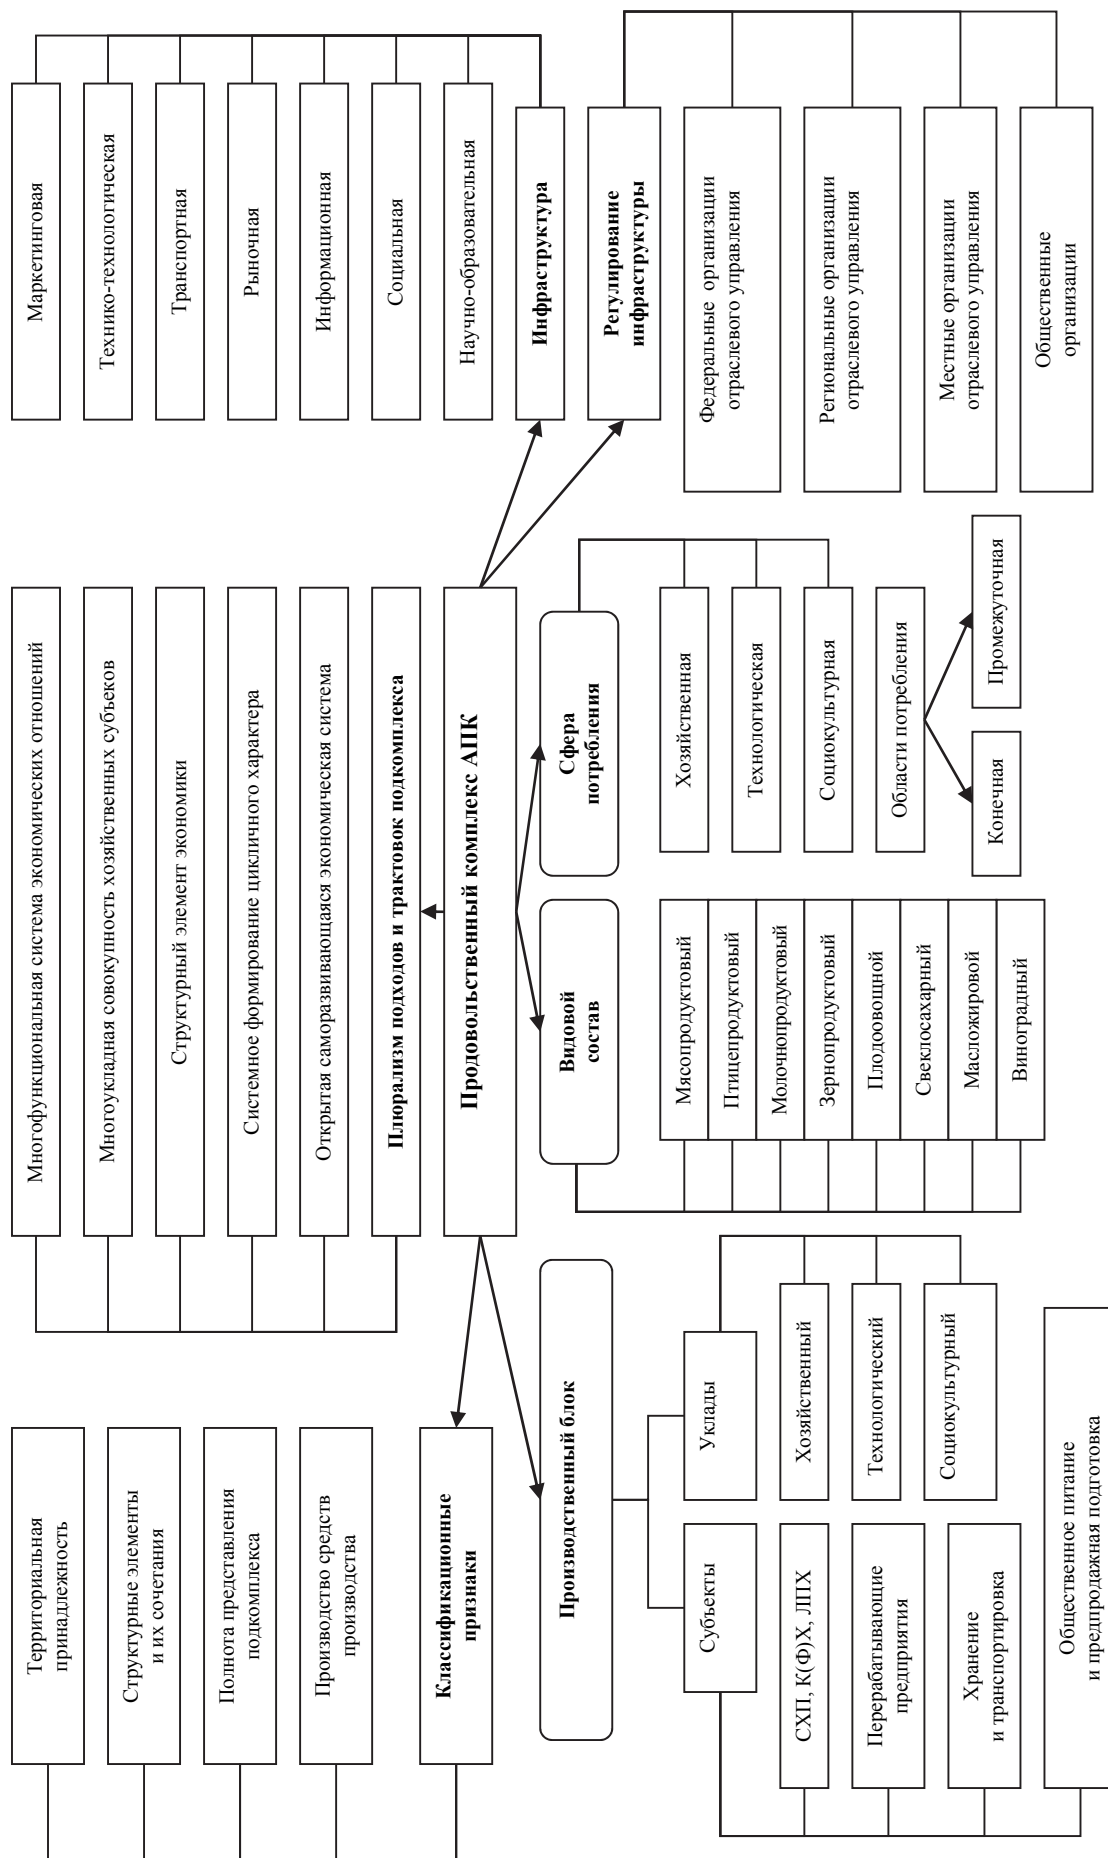 Территориальная
принадлежность
Структурные элементы
и их сочетания
Полнота представления
подкомплекса
Производство средств
производства
Классификационные
признаки
Многофункциональная система экономических отношений
Многоукладная совокупность хозяйственных субъеков
Структурный элемент экономики
Системное формирование цикличного характера
Открытая саморазвивающаяся экономическая система
Плюрализм подходов и трактовок подкомплекса
Продовольственный комплекс АПК
Маркетинговая
Технико-технологическая
Транспортная
Рыночная
Информационная
Социальная
Научно-образовательная
Инфраструктура
Регулирование
инфраструктуры
Федеральные организации
отраслевого управления
Региональные организации
отраслевого управления
Местные организации
отраслевого управления
Общественные
организации
Производственный блок
Субъекты
СХП, К(Ф)Х, ЛПХ
Перерабатывающие
предприятия
Хранение
и транспортировка
Общественное питание
и предпродажная подготовка
Уклады
Хозяйственный
Технологический
Социокультурный
Видовой
состав
Мясопродуктовый
Птицепродуктовый
Молочнопродуктовый
Зернопродуктовый
Плодоовощной
Свеклосахарный
Масложировой
Виноградный
Сфера
потребления
Хозяйственная
Технологическая
Социокультурная
Области потребления
Конечная
Промежуточная